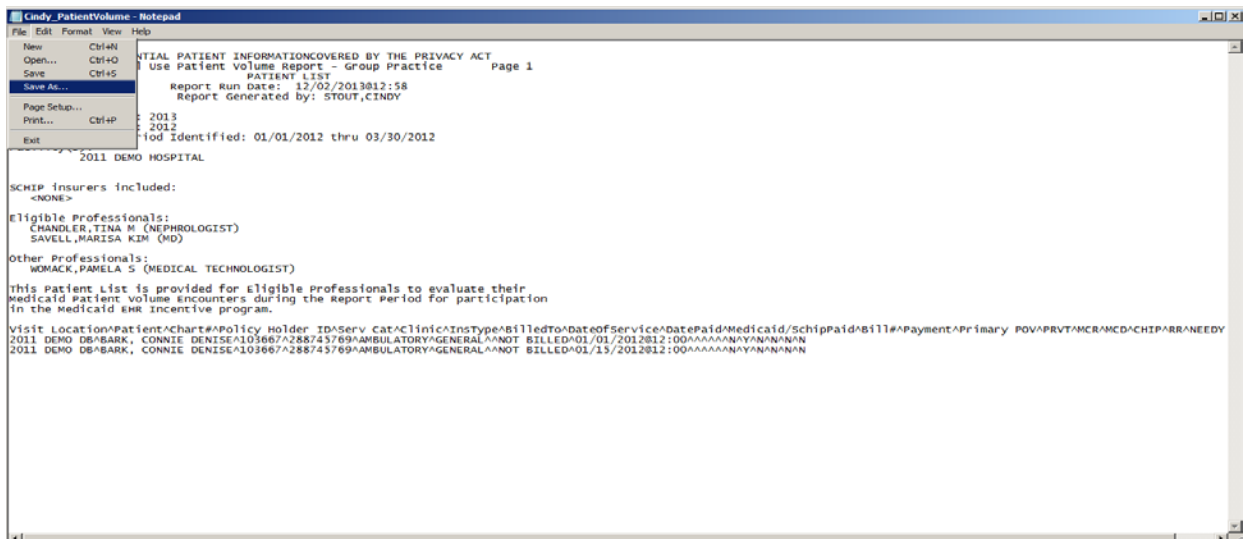 Cindy_PatientVolume - Notepad
File Edit Format View Help
New Ctrl+N
Open... Ctrl+O
Save Ctrl+S
Save As...
Page Setup...
Print... Ctrl+P
Exit
NTIAL PATIENT INFORMATIONCOVERED BY THE PRIVACY ACT
l Use Patient Volume Report - Group Practice Page 1
PATIENT LIST
Report Run Date: 12/02/2013@12:58
Report Generated by: STOUT,CINDY
: 2013
: 2012
riod Identified: 01/01/2012 thru 03/30/2012
2011 DEMO HOSPITAL
SCHIP insurers included:
<NONE>
Eligible Professionals:
CHANDLER,TINA M (NEPHROLOGIST)
SAVELL,MARISA KIM (MD)
Other Professionals:
WOMACK,PAMELA S (MEDICAL TECHNOLOGIST)
This Patient List is provided for Eligible Professionals to evaluate their
Medicaid Patient Volume Encounters during the Report Period for participation
in the Medicaid EHR Incentive program.
Visit Location^Patient^Chart#^Policy Holder ID^Serv Cat^Clinic^InsType^BilledTo^DateOfService^DatePaid^Medicaid/SchipPaid^Bill#^Payment^Primary POV^PRVT^MCR^MCD^CHIP^RR^NEEDY
2011 DEMO DB^BARK, CONNIE DENISE^103667^288745769^AMBULATORY^GENERAL^^NOT BILLED^01/01/2012@12:00^^^^^^N^Y^N^N^N^N
2011 DEMO DB^BARK, CONNIE DENISE^103667^288745769^AMBULATORY^GENERAL^^NOT BILLED^01/15/2012@12:00^^^^^^N^Y^N^N^N^N